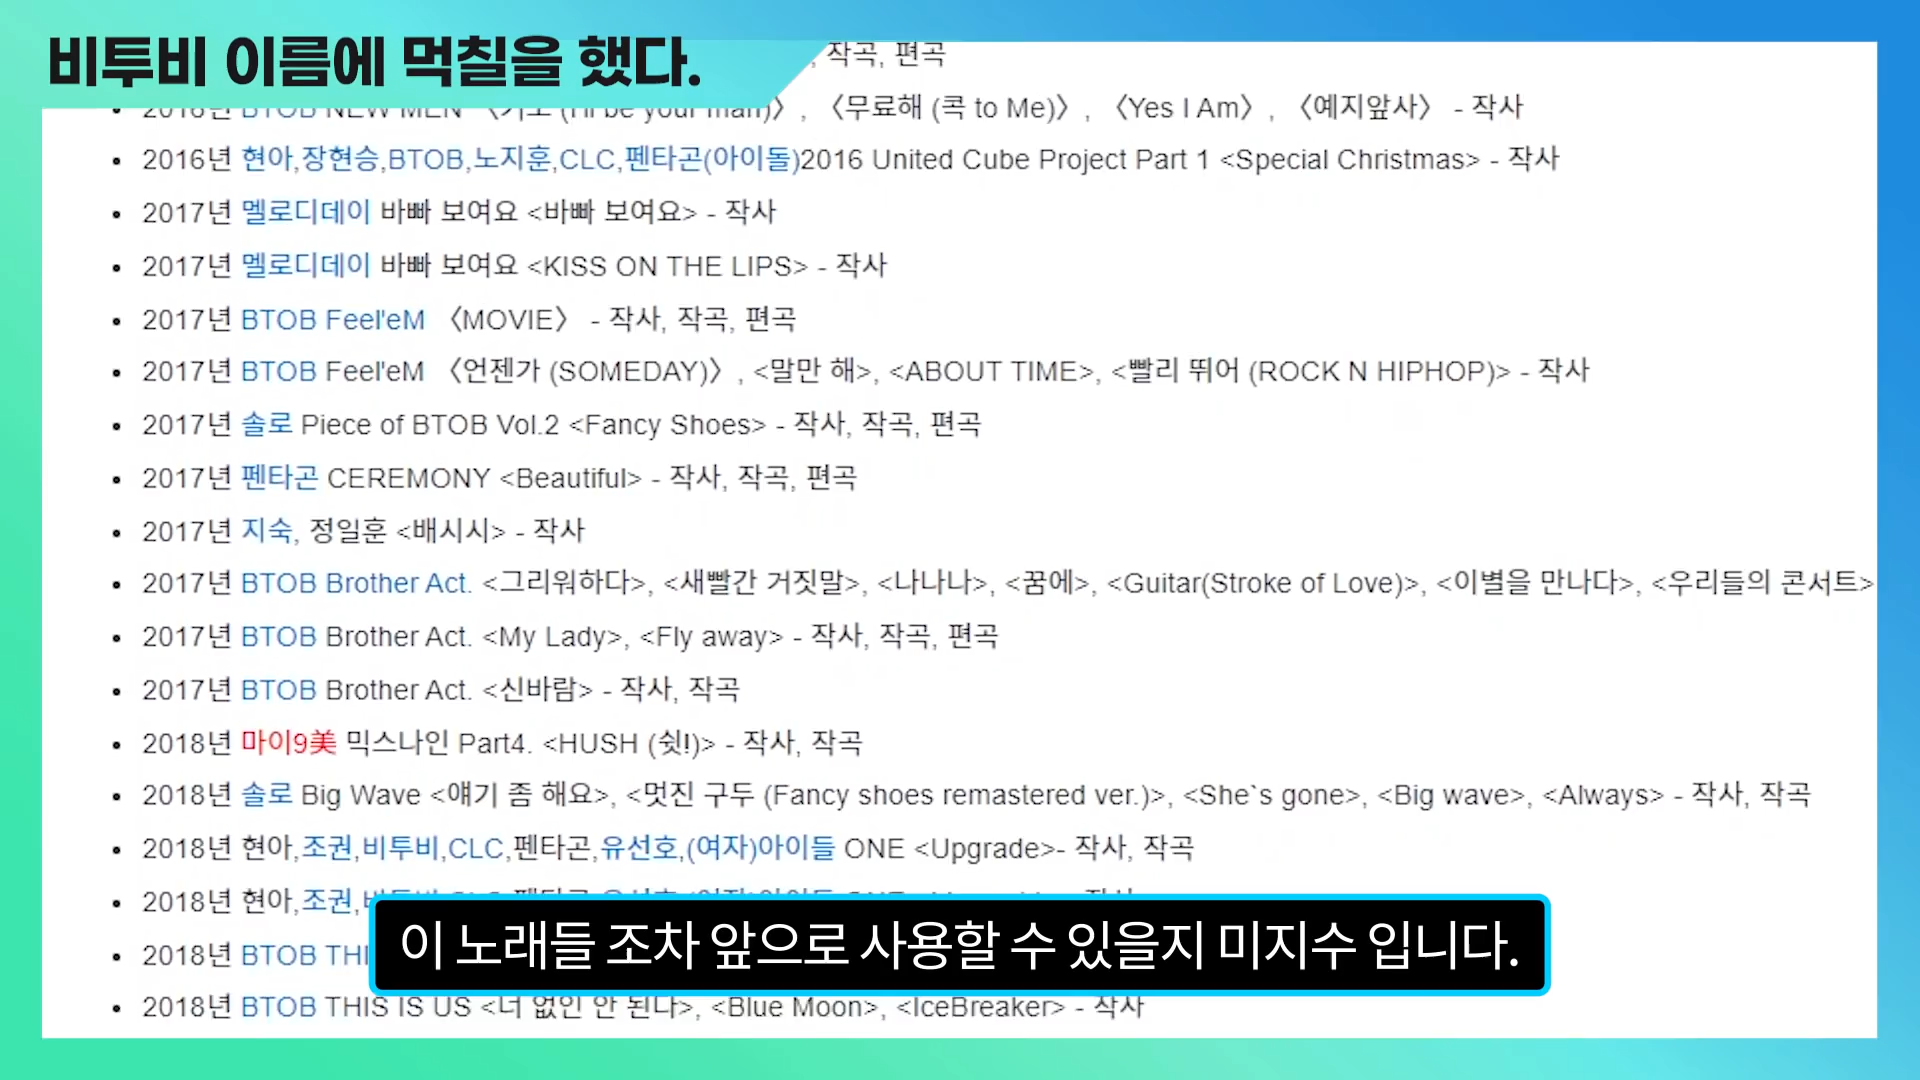 비투비 이름에 먹칠을 했다.
, 작곡, 편곡
2016년 BTOB NEW MEN 〈기도 (I'll be your man)〉, 〈무료해 (콕 to Me)〉, 〈Yes I Am〉, 〈예지앞사〉 - 작사
2016년 현아,장현승,BTOB,노지훈,CLC,펜타곤(아이돌)2016 United Cube Project Part 1 <Special Christmas> - 작사
2017년 멜로디데이 바빠 보여요 <바빠 보여요> - 작사
2017년 멜로디데이 바빠 보여요 <KISS ON THE LIPS> - 작사
2017년 BTOB Feel'eM 〈MOVIE〉 - 작사, 작곡, 편곡
2017년 BTOB Feel'eM 〈언젠가 (SOMEDAY)〉, <말만 해>, <ABOUT TIME>, <빨리 뛰어 (ROCK N HIPHOP)> - 작사
2017년 솔로 Piece of BTOB Vol.2 <Fancy Shoes> - 작사, 작곡, 편곡
2017년 펜타곤 CEREMONY <Beautiful> - 작사, 작곡, 편곡
2017년 지숙, 정일훈 <배시시> - 작사
2017년 BTOB Brother Act. <그리워하다>, <새빨간 거짓말>, <나나나>, <꿈에>, <Guitar(Stroke of Love)>, <이별을 만나다>, <우리들의 콘서트>
2017년 BTOB Brother Act. <My Lady>, <Fly away> - 작사, 작곡, 편곡
2017년 BTOB Brother Act. <신바람> - 작사, 작곡
2018년 마이9美 믹스나인 Part4. <HUSH (쉿!)> - 작사, 작곡
2018년 솔로 Big Wave <얘기 좀 해요>, <멋진 구두 (Fancy shoes remastered ver.)>, <She`s gone>, <Big wave>, <Always> - 작사, 작곡
2018년 현아,조권,비투비,CLC,펜타곤,유선호,(여자)아이들 ONE <Upgrade>- 작사, 작곡
2018년 현아,조권,
2018년 BTOB THI
이 노래들 조차 앞으로 사용할 수 있을지 미지수 입니다.
2018년 BTOB THIS IS US <너 없인 안 된다>, <Blue Moon>, <IceBreaker> - 작사